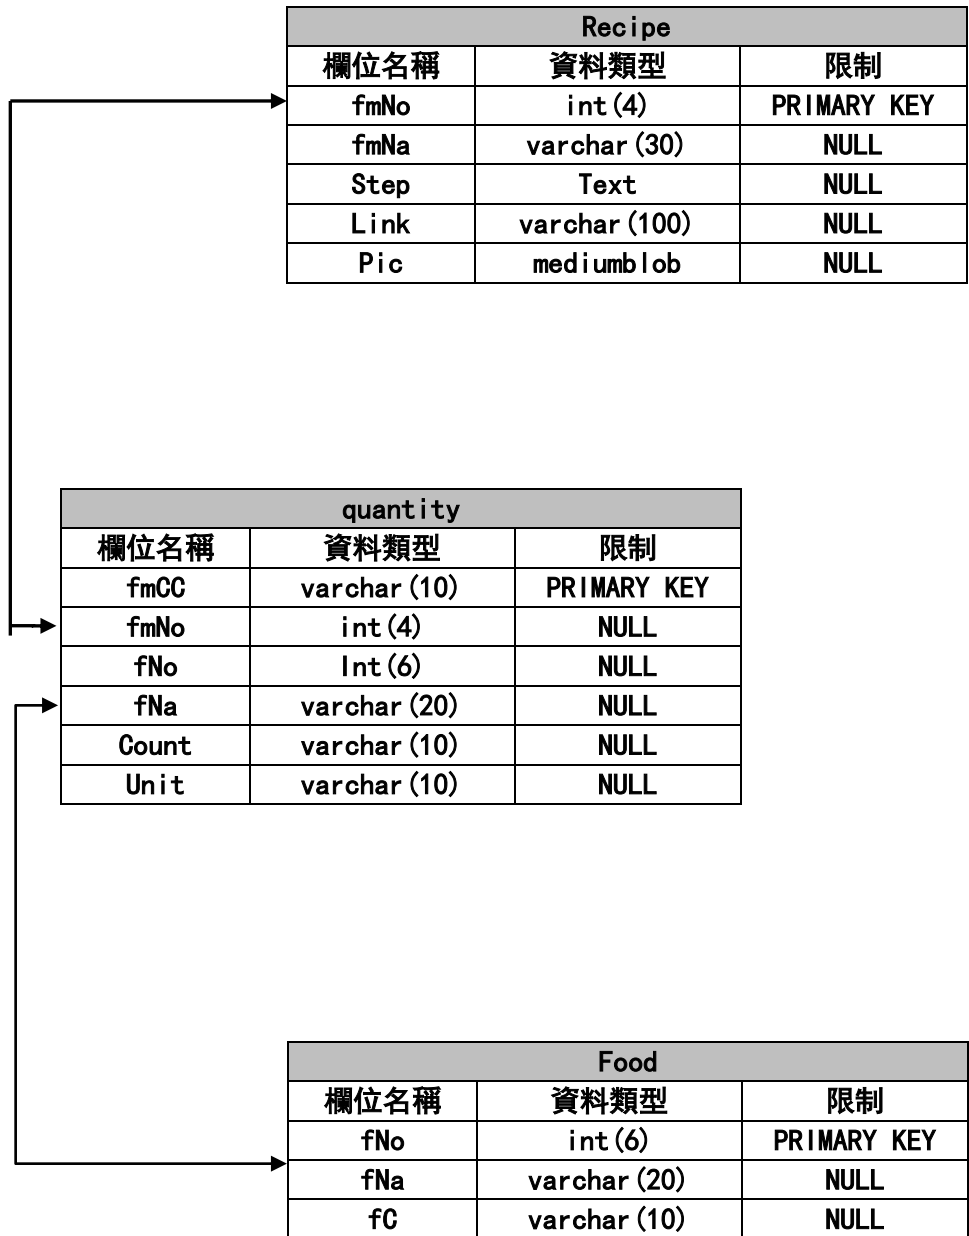 Recipe
欄位名稱 資料類型 限制
fmNo int(4) PRIMARY KEY
fmNa varchar(30) NULL
Step Text NULL
Link varchar(100) NULL
Pic mediumblob NULL
quantity
欄位名稱 資料類型 限制
fmCC varchar(10) PRIMARY KEY
fmNo int(4) NULL
fNo Int(6) NULL
fNa varchar(20) NULL
Count varchar(10) NULL
Unit varchar(10) NULL
Food
欄位名稱 資料類型 限制
fNo int(6) PRIMARY KEY
fNa varchar(20) NULL
fC varchar(10) NULL